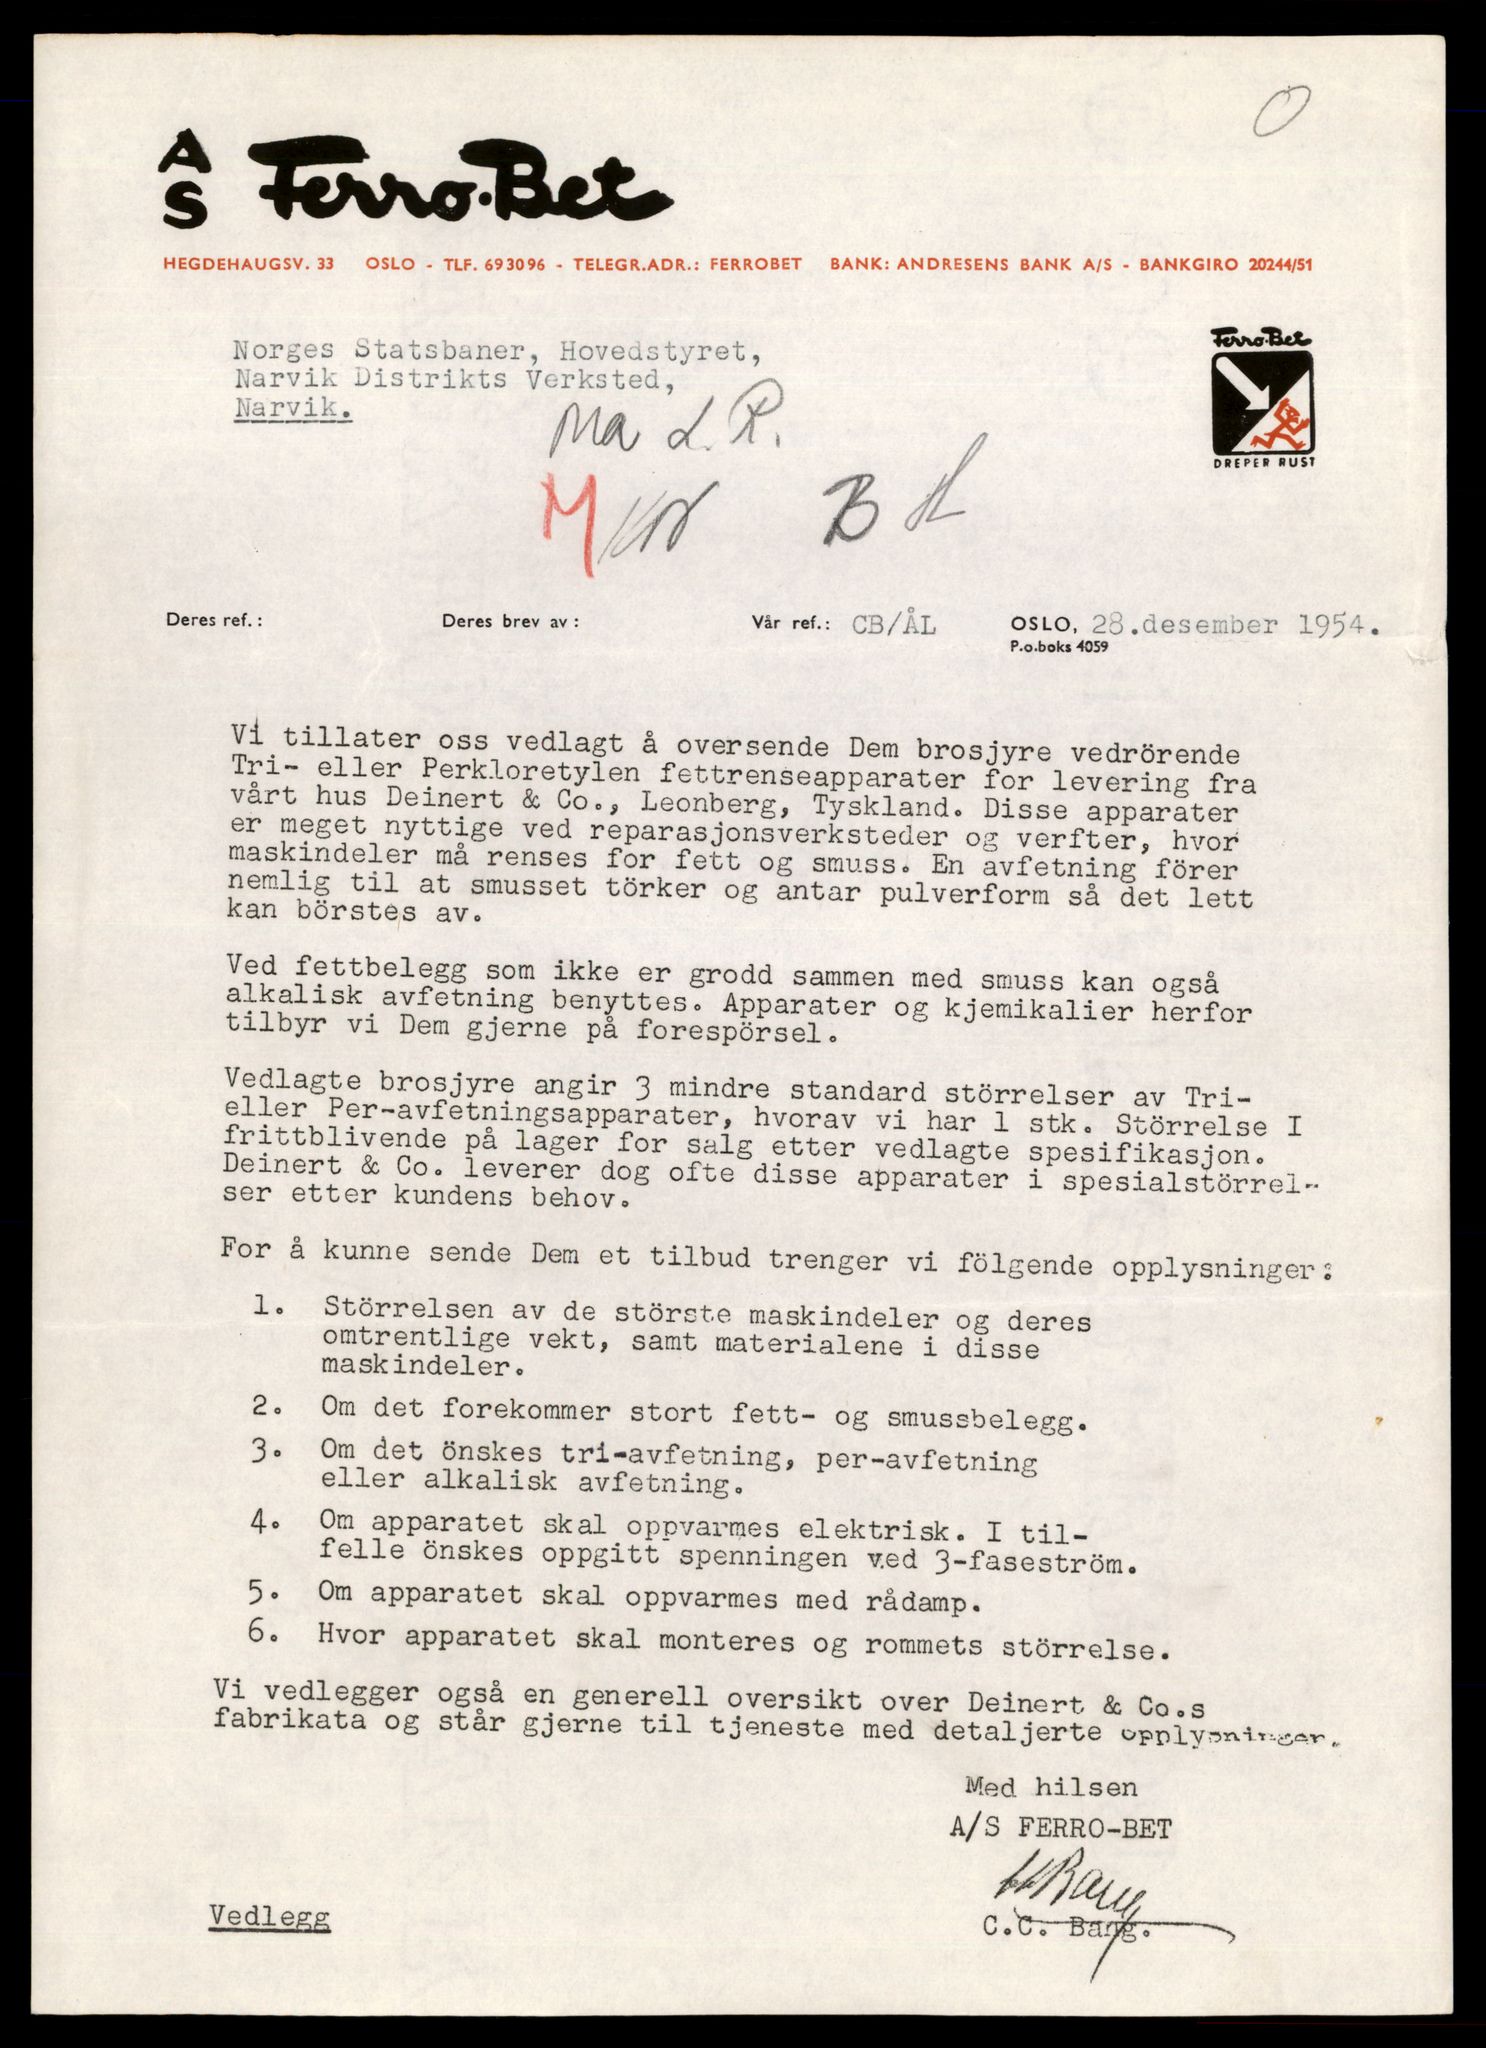 A
S Ferro-Bet
HEGDEHAUGSV. 33 OSLO - TLF. 693096 - TELEGR.ADR.: FERROBET BANK: ANDRESENS BANK A/S - BANKGIRO 20244/51
Norges Statsbaner, Hovedstyret,
Narvik Distrikts Verksted,
Narvik.
Ferro-Bet
DREPER RUST
Ma L.R.
M B
Deres ref.: Deres brev av: Vår ref.: CB/ÅL OSLO, 28.desember 1954.
P.o.boks 4059
Vi tillater oss vedlagt å oversende Dem brosjyre vedrörende
Tri- eller Perkloretylen fettrenseapparater for levering fra
vårt hus Deinert & Co., Leonberg, Tyskland. Disse apparater
er meget nyttige ved reparasjonsverksteder og verfter, hvor
maskindeler må renses for fett og smuss. En avfetning förer
nemlig til at smusset törker og antar pulverform så det lett
kan börstes av.
Ved fettbelegg som ikke er grodd sammen med smuss kan også
alkalisk avfetning benyttes. Apparater og kjemikalier herfor
tilbyr vi Dem gjerne på forespörsel.
Vedlagte brosjyre angir 3 mindre standard störrelser av Tri-
eller Per-avfetningsapparater, hvorav vi har 1 stk. Störrelse I
frittblivende på lager for salg etter vedlagte spesifikasjon.
Deinert & Co. leverer dog ofte disse apparater i spesialstörrel-
ser etter kundens behov.
For å kunne sende Dem et tilbud trenger vi fölgende opplysninger:
1. Störrelsen av de störste maskindeler og deres
omtrentlige vekt, samt materialene i disse
maskindeler.
2. Om det forekommer stort fett- og smussbelegg.
3. Om det önskes tri-avfetning, per-avfetning
eller alkalisk avfetning.
4. Om apparatet skal oppvarmes elektrisk. I til-
felle önskes oppgitt spenningen ved 3-faseström.
5. Om apparatet skal oppvarmes med rådamp.
6. Hvor apparatet skal monteres og rommets störrelse.
Vi vedlegger også en generell oversikt over Deinert & Co.s
fabrikata og står gjerne til tjeneste med detaljerte opplysninger.
Med hilsen
A/S FERRO-BET
C.C. Bang.
Vedlegg